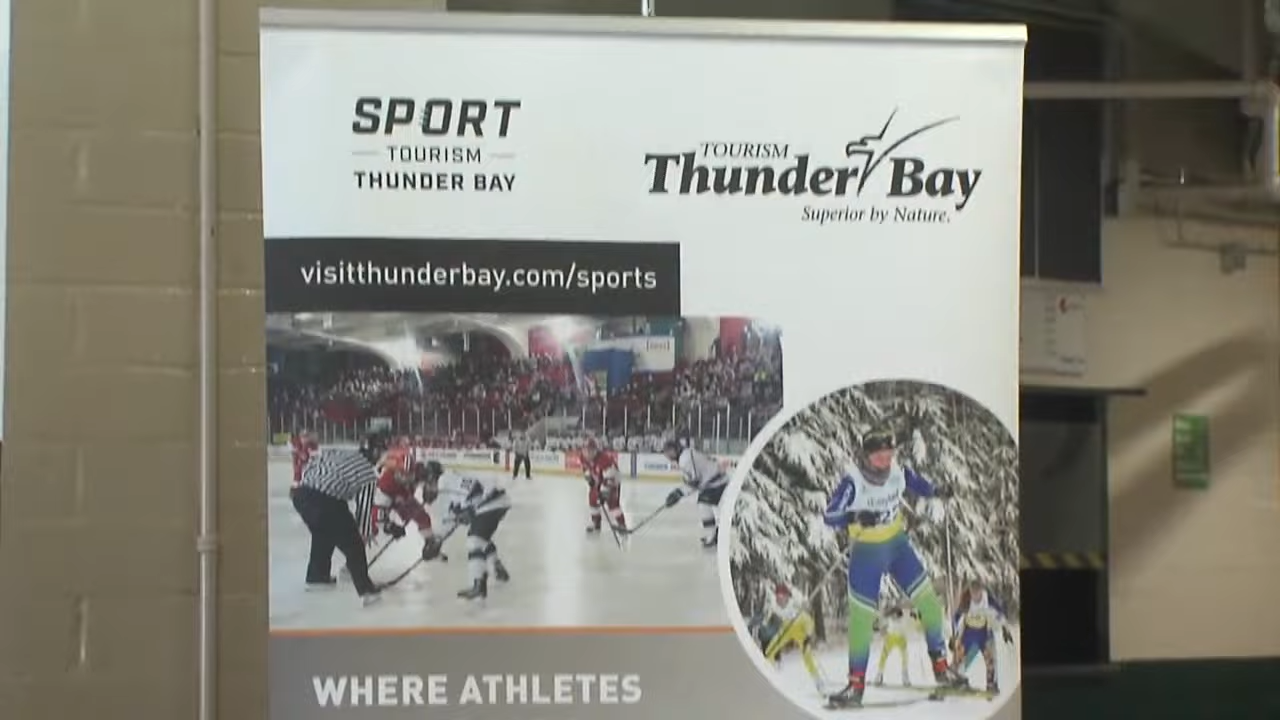 SPORT
TOURISM
THUNDER BAY
TOURISM
Thunder Bay
Superior by Nature.
visitthunderbay.com/sports
WHERE ATHLETES